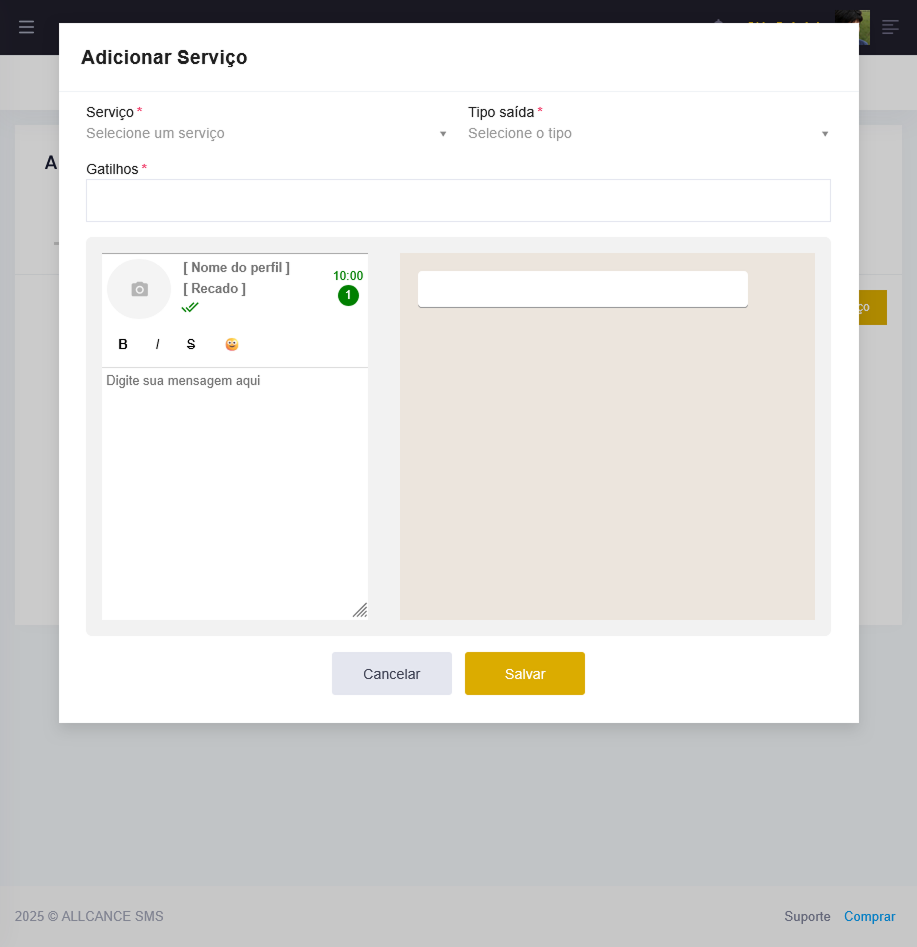 Adicionar Serviço
Serviço *
Tipo saída *
Selecione um serviço
Selecione o tipo
Gatilhos *
[ Nome do perfil ]
10:00
[ Recado ]
1
B I S
Digite sua mensagem aqui
Cancelar
Salvar
2025 © ALLCANCE SMS
Suporte
Comprar